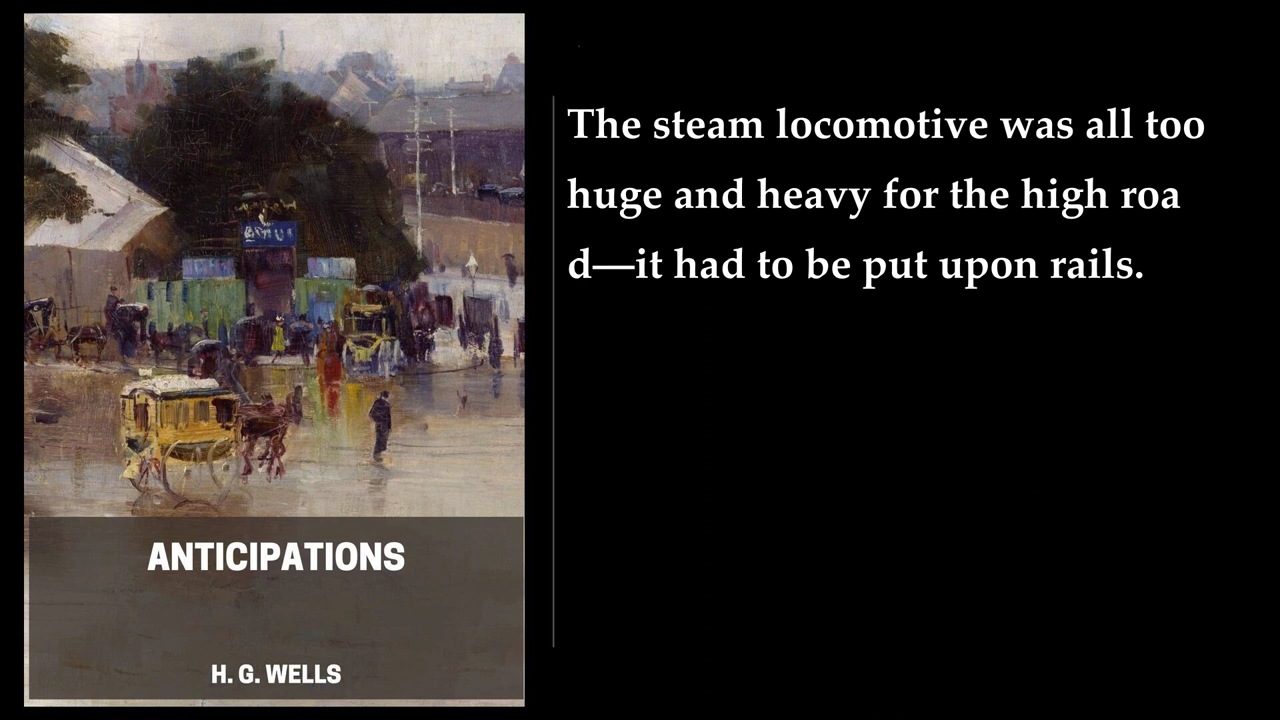 The steam locomotive was all too
huge and heavy for the high roa
d—it had to be put upon rails.
ANTICIPATIONS
H. G. WELLS